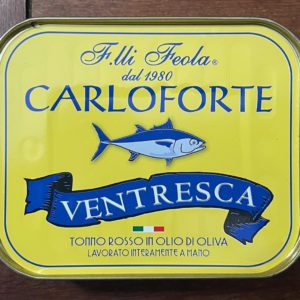 F.lli Feola®
dal 1980
CARLOFORTE
VENTRESCA
TONNO ROSSO IN OLIO DI OLIVA
LAVORATO INTERAMENTE A MANO